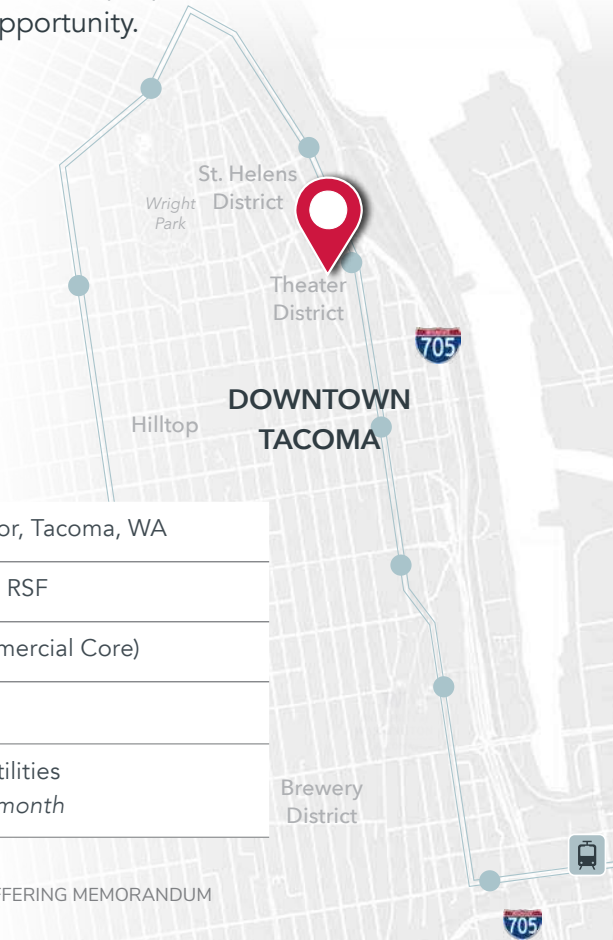 opportunity.
St. Helens
District
Wright
Park
Theater
District
705
DOWNTOWN
TACOMA
Hilltop
or, Tacoma, WA
RSF
mercial Core)
tilities
month
Brewery
District
FFERING MEMORANDUM
705